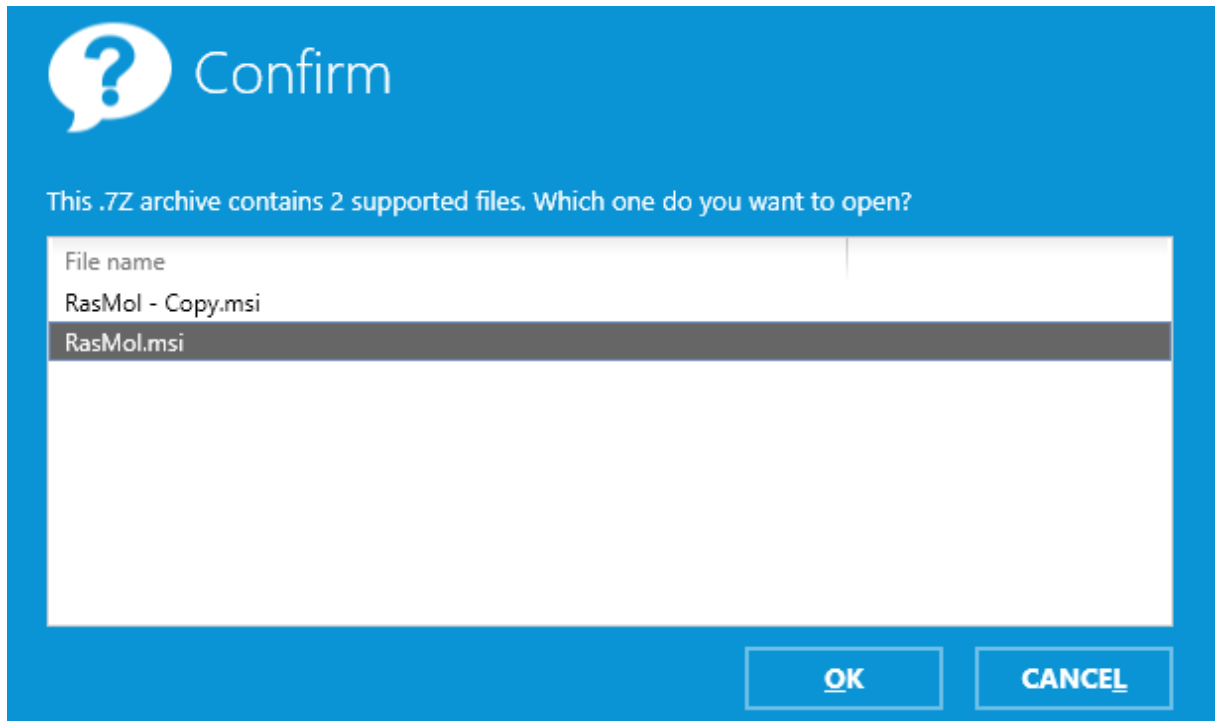 Confirm
This .7Z archive contains 2 supported files. Which one do you want to open?
File name
RasMol - Copy.msi
RasMol.msi
OK
CANCEL